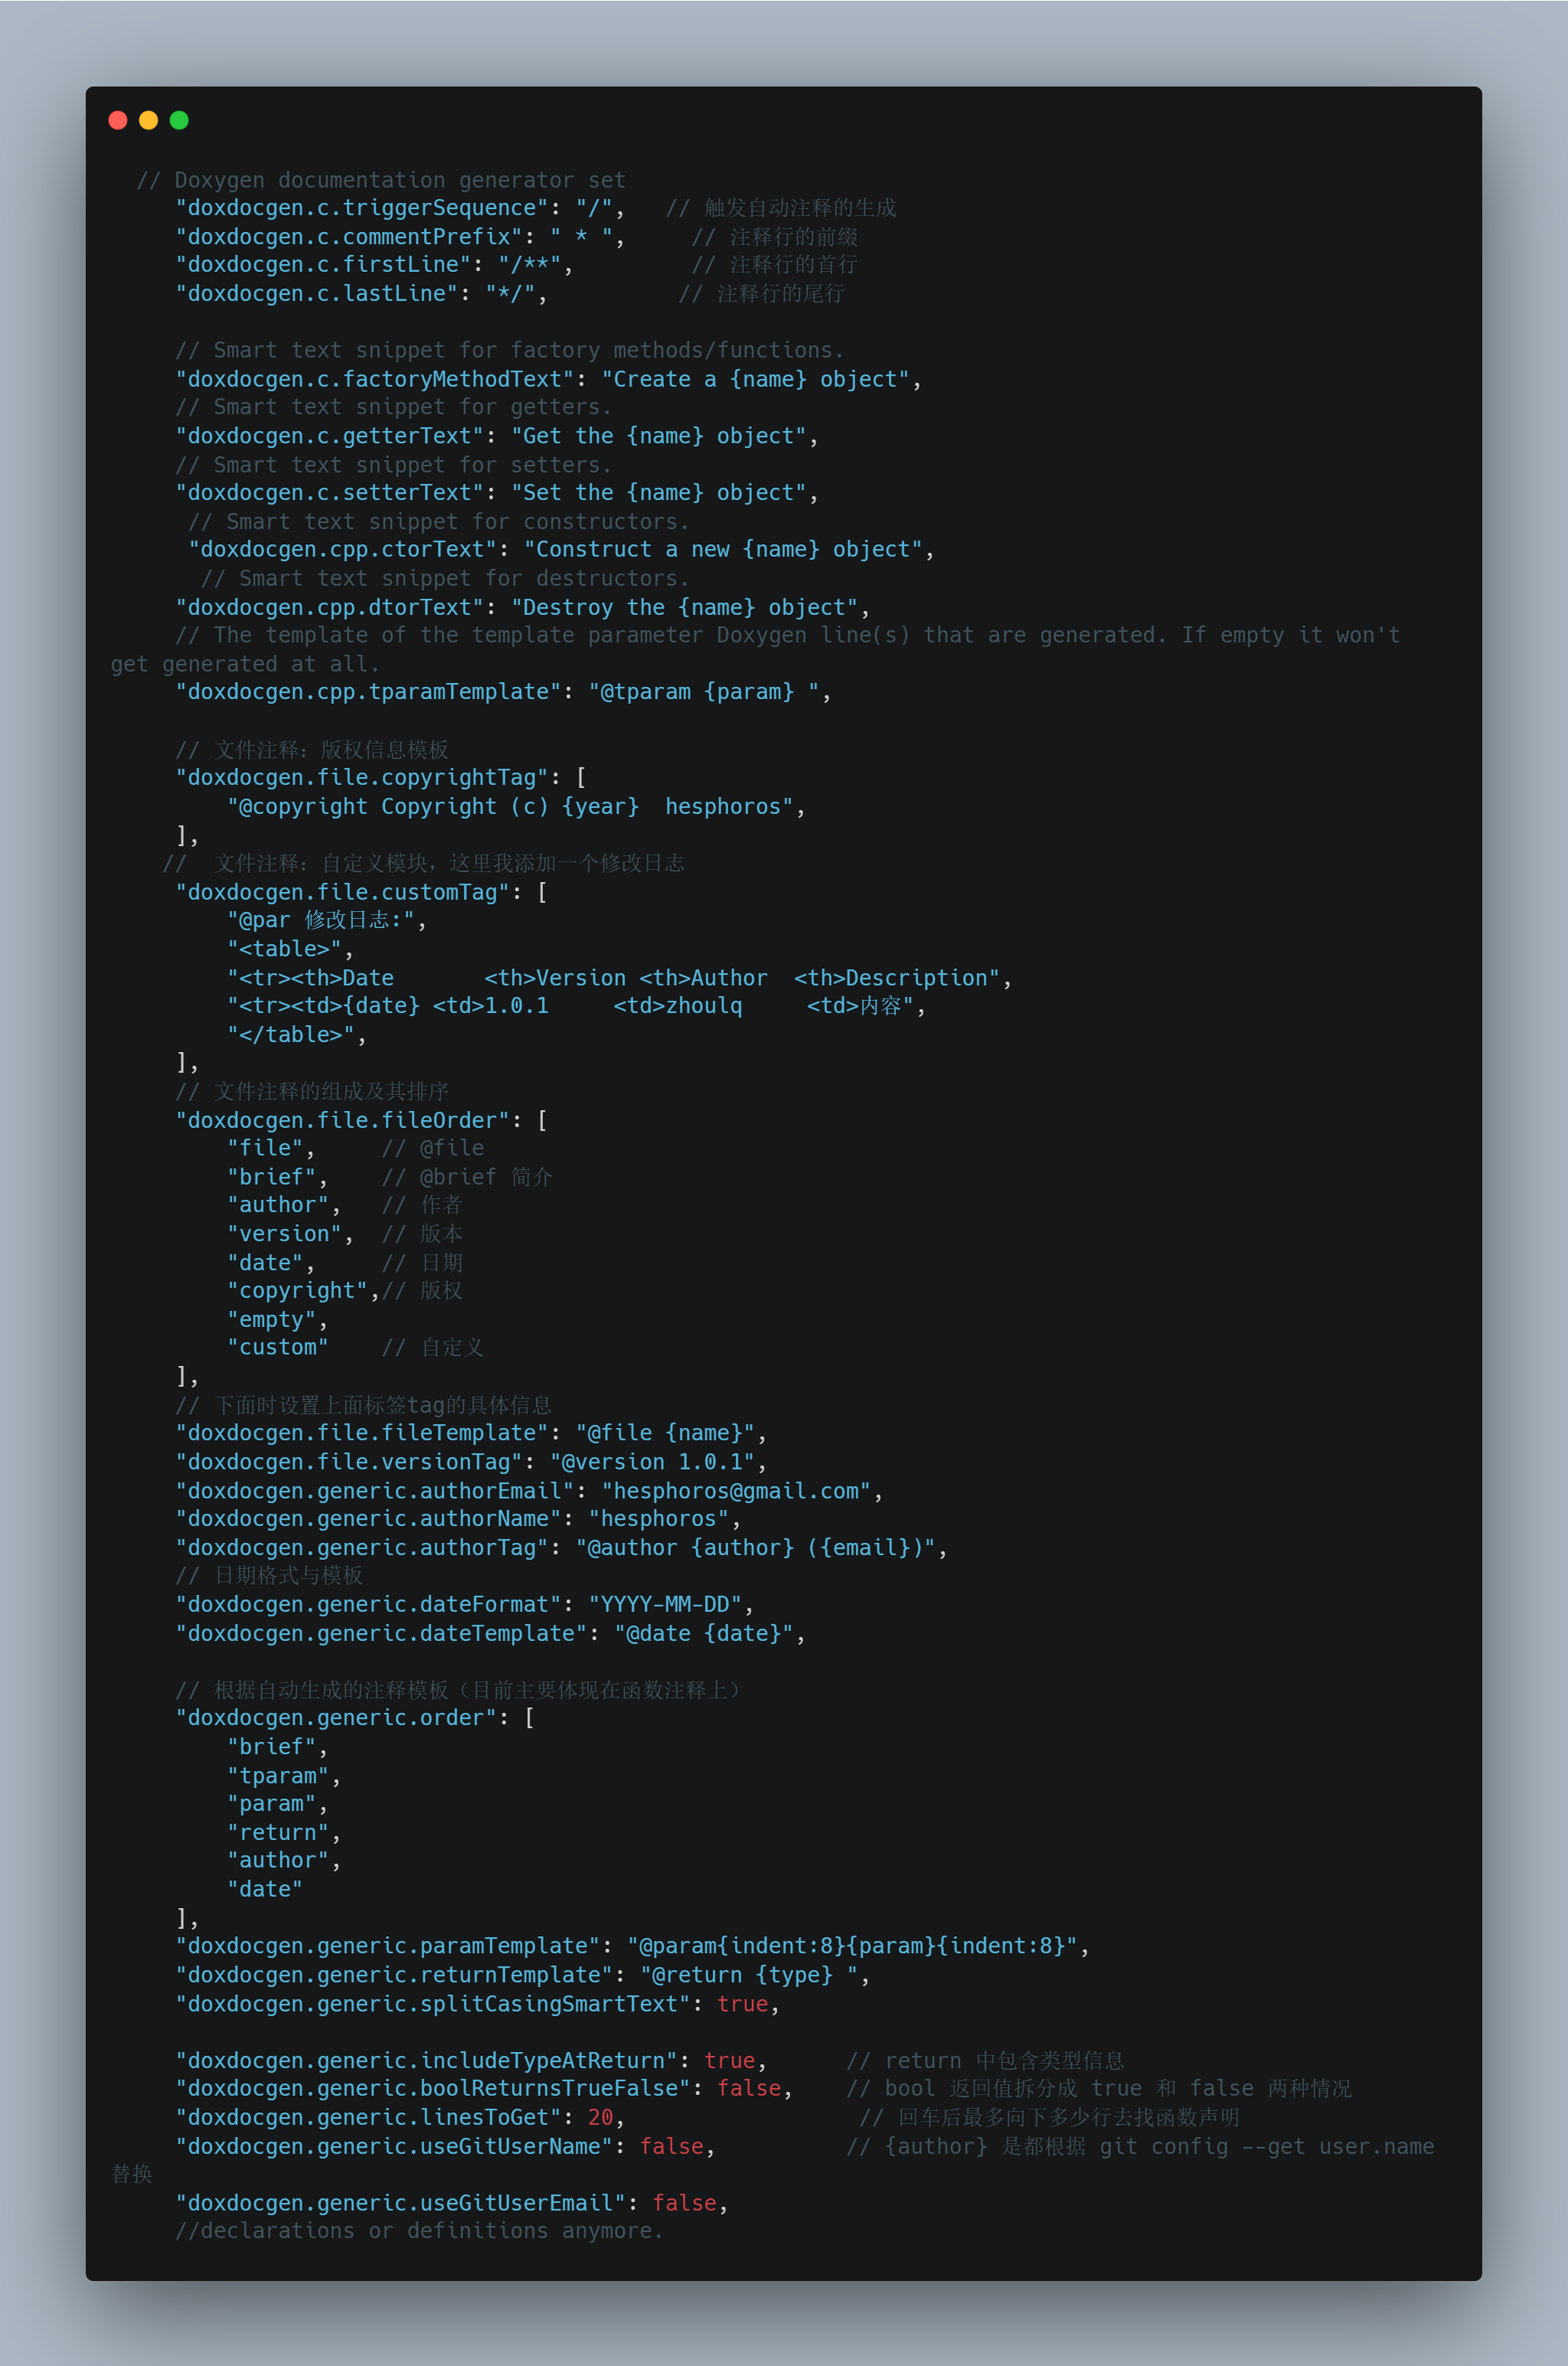 // Doxygen documentation generator set
"doxdocgen.c.triggerSequence": "/",   // 触发自动注释的生成
"doxdocgen.c.commentPrefix": " * ",     // 注释行的前缀
"doxdocgen.c.firstLine": "/**",         // 注释行的首行
"doxdocgen.c.lastLine": "*/",          // 注释行的尾行
// Smart text snippet for factory methods/functions.
"doxdocgen.c.factoryMethodText": "Create a {name} object",
// Smart text snippet for getters.
"doxdocgen.c.getterText": "Get the {name} object",
// Smart text snippet for setters.
"doxdocgen.c.setterText": "Set the {name} object",
// Smart text snippet for constructors.
"doxdocgen.cpp.ctorText": "Construct a new {name} object",
// Smart text snippet for destructors.
"doxdocgen.cpp.dtorText": "Destroy the {name} object",
// The template of the template parameter Doxygen line(s) that are generated. If empty it won't
get generated at all.
"doxdocgen.cpp.tparamTemplate": "@tparam {param} ",
// 文件注释：版权信息模板
"doxdocgen.file.copyrightTag": [
"@copyright Copyright (c) {year}  hesphoros",
],
//  文件注释：自定义模块，这里我添加一个修改日志
"doxdocgen.file.customTag": [
"@par 修改日志:",
"<table>",
"<tr><th>Date       <th>Version <th>Author  <th>Description",
"<tr><td>{date} <td>1.0.1     <td>zhoulq     <td>内容",
"</table>",
],
// 文件注释的组成及其排序
"doxdocgen.file.fileOrder": [
"file",     // @file
"brief",    // @brief 简介
"author",   // 作者
"version",  // 版本
"date",     // 日期
"copyright",// 版权
"empty",
"custom"    // 自定义
],
// 下面时设置上面标签tag的具体信息
"doxdocgen.file.fileTemplate": "@file {name}",
"doxdocgen.file.versionTag": "@version 1.0.1",
"doxdocgen.generic.authorEmail": "hesphoros@gmail.com",
"doxdocgen.generic.authorName": "hesphoros",
"doxdocgen.generic.authorTag": "@author {author} ({email})",
// 日期格式与模板
"doxdocgen.generic.dateFormat": "YYYY-MM-DD",
"doxdocgen.generic.dateTemplate": "@date {date}",
// 根据自动生成的注释模板（目前主要体现在函数注释上）
"doxdocgen.generic.order": [
"brief",
"tparam",
"param",
"return",
"author",
"date"
],
"doxdocgen.generic.paramTemplate": "@param{indent:8}{param}{indent:8}",
"doxdocgen.generic.returnTemplate": "@return {type} ",
"doxdocgen.generic.splitCasingSmartText": true,
"doxdocgen.generic.includeTypeAtReturn": true,      // return 中包含类型信息
"doxdocgen.generic.boolReturnsTrueFalse": false,    // bool 返回值拆分成 true 和 false 两种情况
"doxdocgen.generic.linesToGet": 20,                  // 回车后最多向下多少行去找函数声明
"doxdocgen.generic.useGitUserName": false,          // {author} 是都根据 git config --get user.name
替换
"doxdocgen.generic.useGitUserEmail": false,
//declarations or definitions anymore.